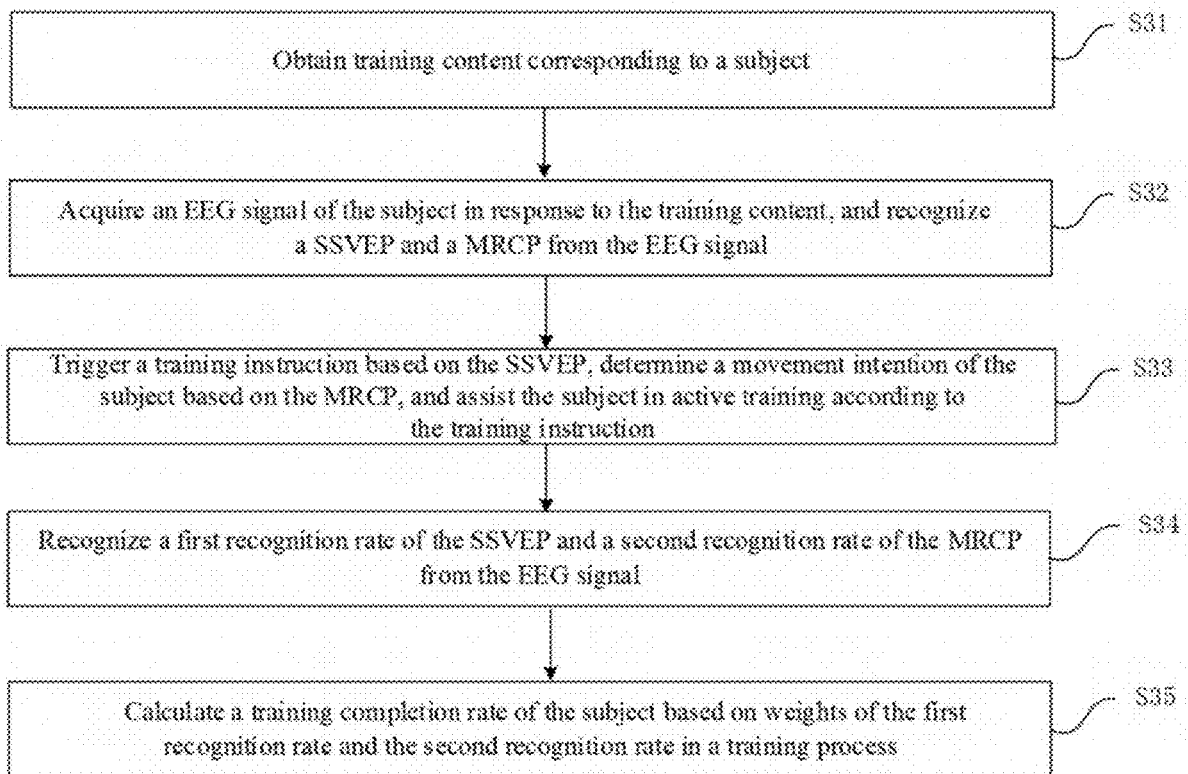 S31
Obtain training content corresponding to a subject
S32
Acquire an EEG signal of the subject in response to the training content, and recognize
a SSVEP and a MRCP from the EEG signal
S33
Trigger a training instruction based on the SSVEP, determine a movement intention of the
subject based on the MRCP, and assist the subject in active training according to
the training instruction
S34
Recognize a first recognition rate of the SSVEP and a second recognition rate of the MRCP
from the EEG signal
S35
Calculate a training completion rate of the subject based on weights of the first
recognition rate and the second recognition rate in a training process